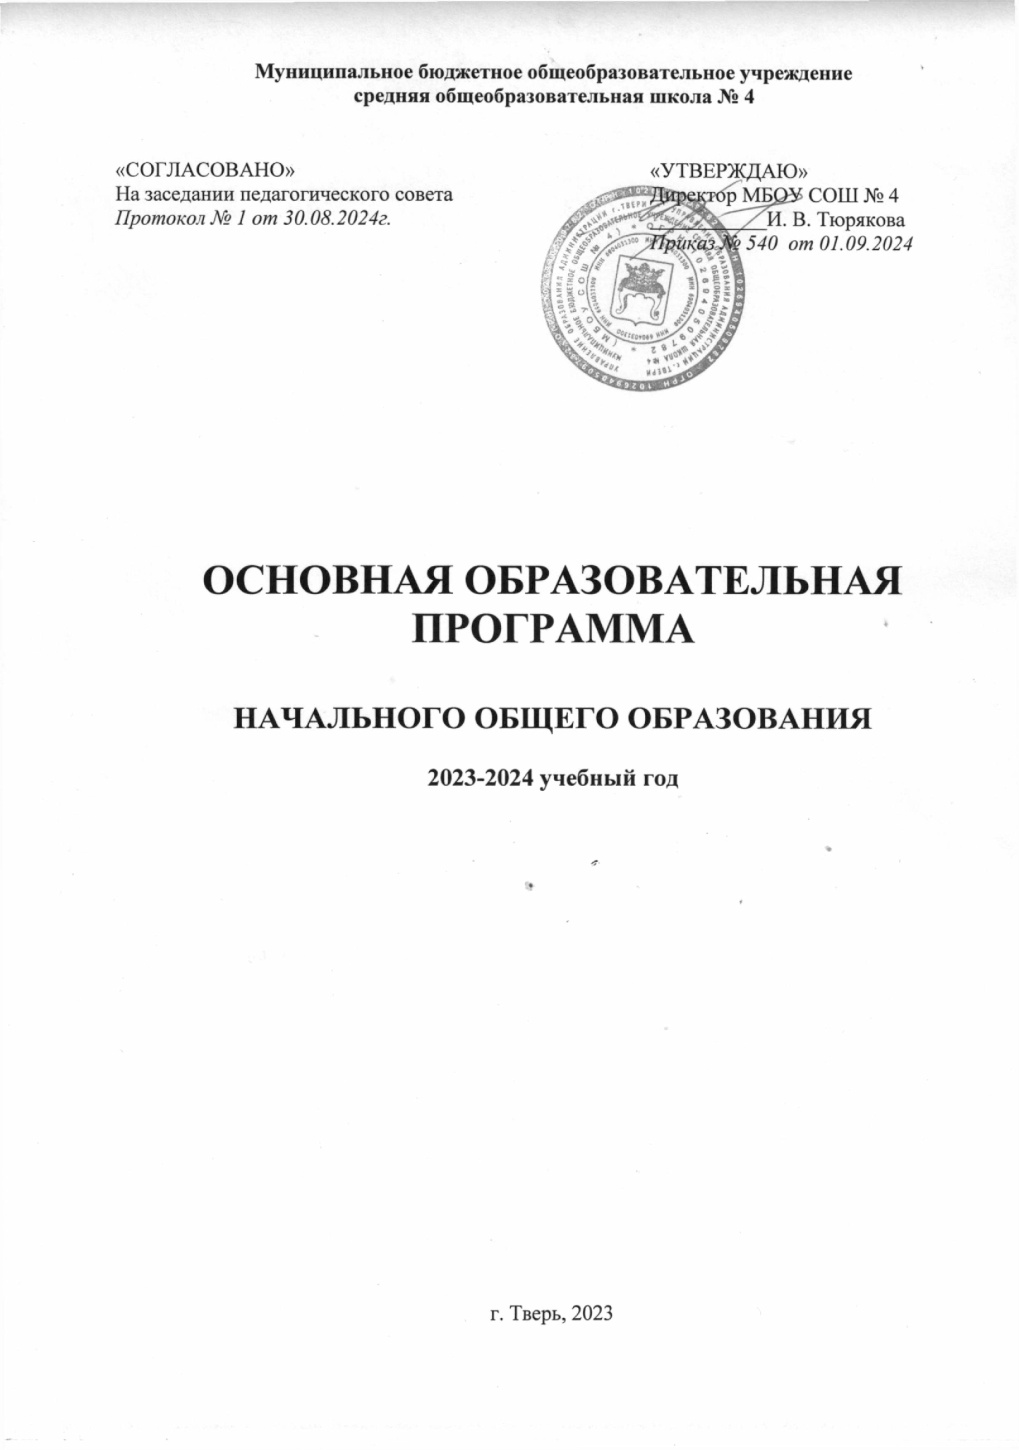 Муниципальное бюджетное общеобразовательное учреждение
средняя общеобразовательная школа № 4
«СОГЛАСОВАНО»
На заседании педагогического совета
Протокол № 1 от 30.08.2024г.
«УТВЕРЖДАЮ»
Директор МБОУ СОШ № 4
___________И. В. Тюрякова
Приказ № 540 от 01.09.2024
ОСНОВНАЯ ОБРАЗОВАТЕЛЬНАЯ
ПРОГРАММА
НАЧАЛЬНОГО ОБЩЕГО ОБРАЗОВАНИЯ
2023-2024 учебный год
г. Тверь, 2023